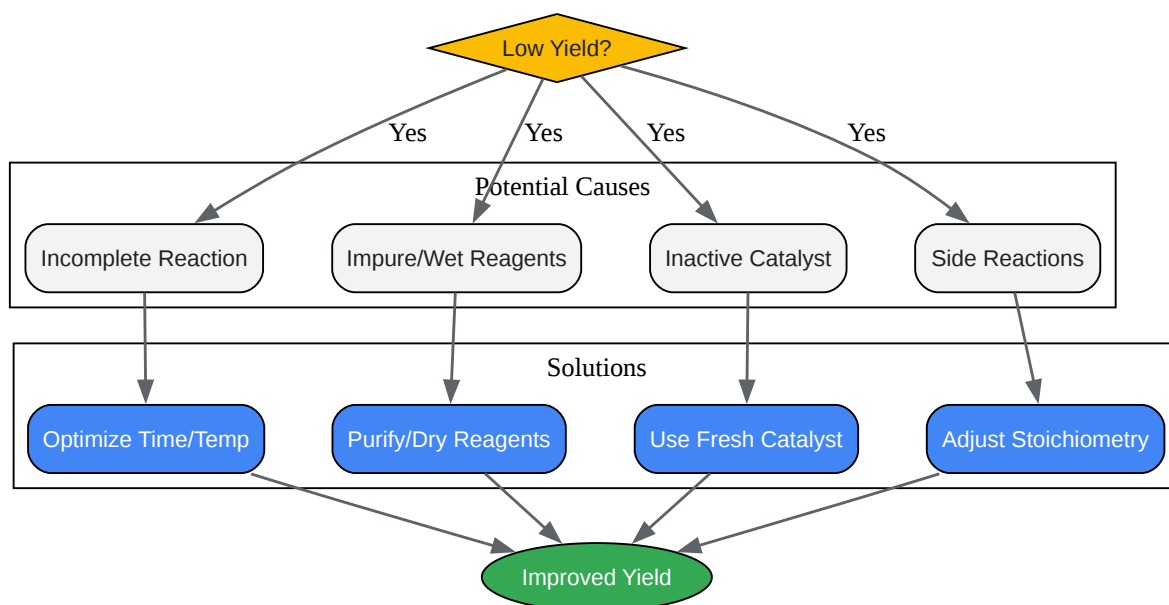 Low Yield?
Yes
Yes
Yes
Yes
Potential Causes
Incomplete Reaction
Impure/Wet Reagents
Inactive Catalyst
Side Reactions
Solutions
Optimize Time/Temp
Purify/Dry Reagents
Use Fresh Catalyst
Adjust Stoichiometry
Improved Yield